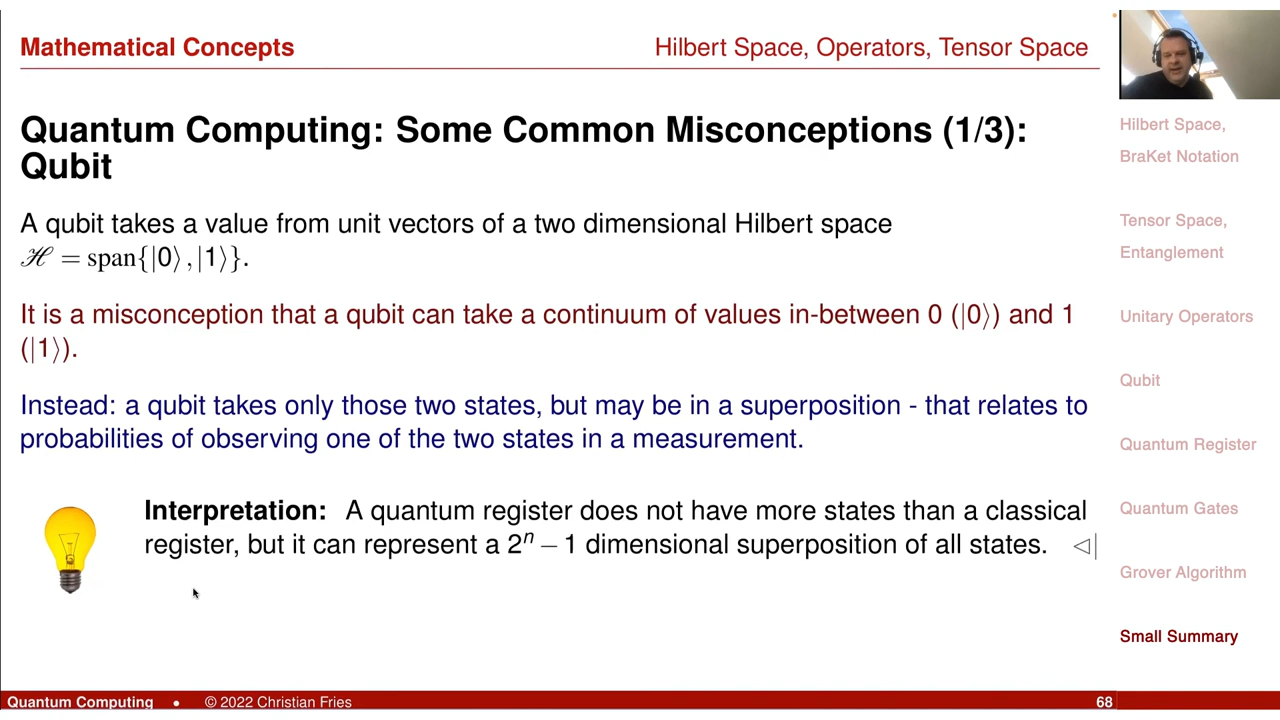 Mathematical Concepts
Hilbert Space, Operators, Tensor Space
Quantum Computing: Some Common Misconceptions (1/3):
Qubit
A qubit takes a value from unit vectors of a two dimensional Hilbert space
ℋ = span{|0⟩,|1⟩}.
It is a misconception that a qubit can take a continuum of values in-between 0 (|0⟩) and 1
(|1⟩).
Instead: a qubit takes only those two states, but may be in a superposition - that relates to
probabilities of observing one of the two states in a measurement.
Interpretation: A quantum register does not have more states than a classical
register, but it can represent a 2ⁿ − 1 dimensional superposition of all states. ◁|
Hilbert Space,
BraKet Notation
Tensor Space,
Entanglement
Unitary Operators
Qubit
Quantum Register
Quantum Gates
Grover Algorithm
Small Summary
Quantum Computing • © 2022 Christian Fries
68